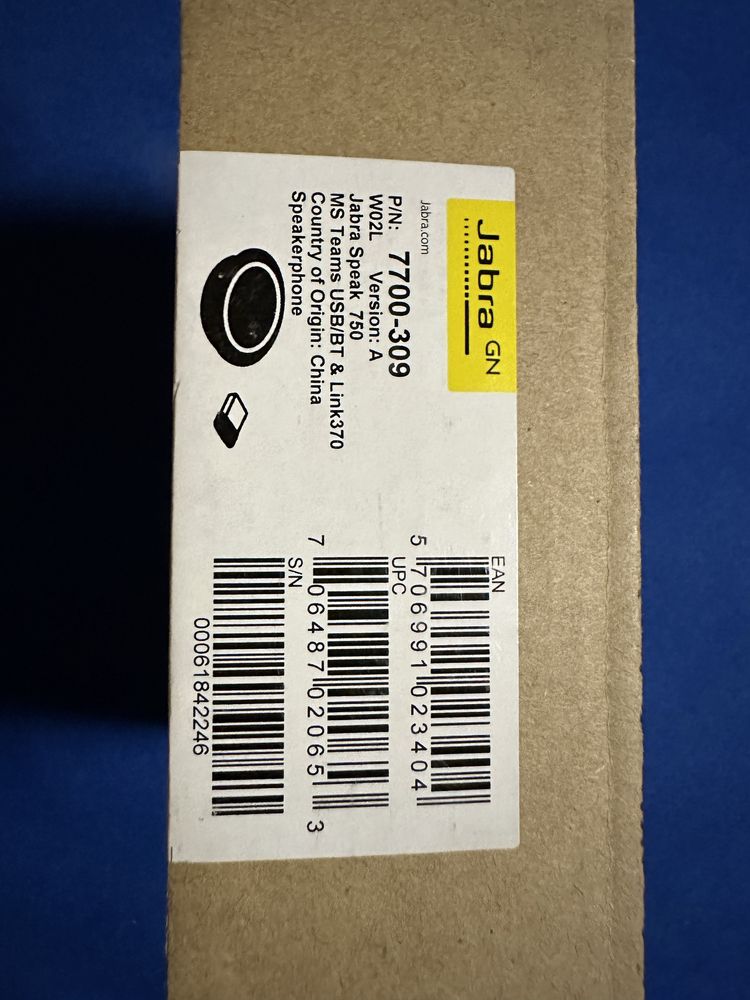 Jabra GN
Jabra.com
P/N: 7700-309
W02L Version: A
Jabra Speak 750
MS Teams USB/BT & Link370
Country of Origin: China
Speakerphone
EAN
5 706991 023404
UPC
7 06487 02065 3
S/N
00061842246